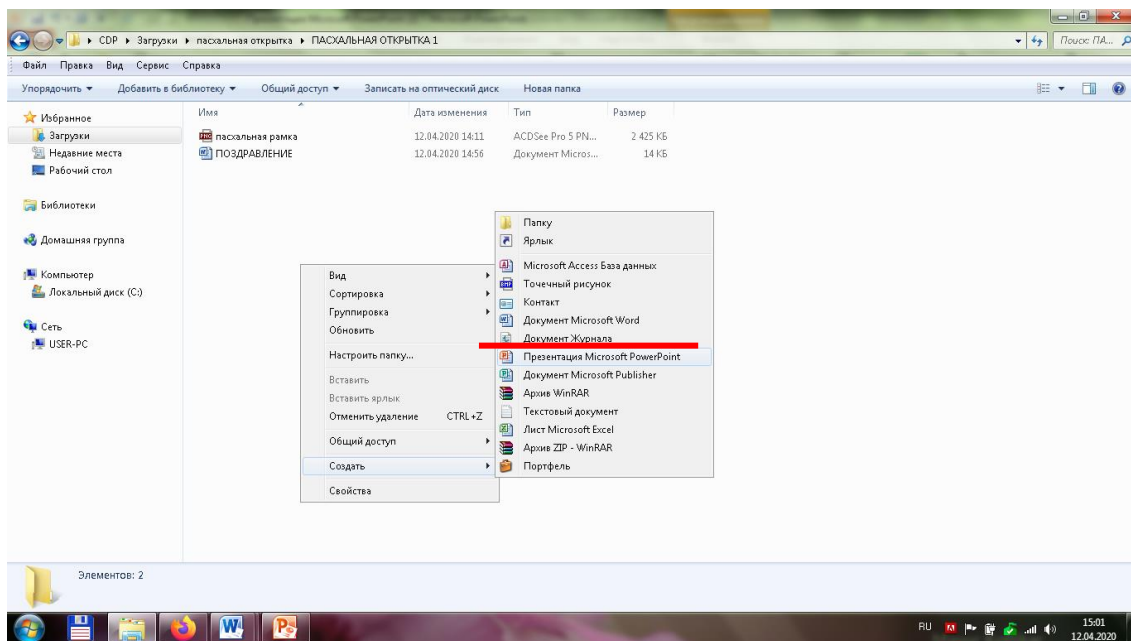 CDP ▸ Загрузки ▸ пасхальная открытка ▸ ПАСХАЛЬНАЯ ОТКРЫТКА 1
Поиск: ПА...
Файл Правка Вид Сервис Справка
Упорядочить Добавить в библиотеку Общий доступ Записать на оптический диск Новая папка
Избранное
Загрузки
Недавние места
Рабочий стол
Библиотеки
Домашняя группа
Компьютер
Локальный диск (C:)
Сеть
USER-PC
Имя Дата изменения Тип Размер
пасхальная рамка 12.04.2020 14:11 ACDSee Pro 5 PN... 2 425 КБ
ПОЗДРАВЛЕНИЕ 12.04.2020 14:56 Документ Micros... 14 КБ
Вид
Сортировка
Группировка
Обновить
Настроить папку...
Вставить
Вставить ярлык
Отменить удаление CTRL+Z
Общий доступ
Создать
Свойства
Папку
Ярлык
Microsoft Access База данных
Точечный рисунок
Контакт
Документ Microsoft Word
Документ Журнала
Презентация Microsoft PowerPoint
Документ Microsoft Publisher
Архив WinRAR
Текстовый документ
Лист Microsoft Excel
Архив ZIP - WinRAR
Портфель
Элементов: 2
RU
15:01
12.04.2020